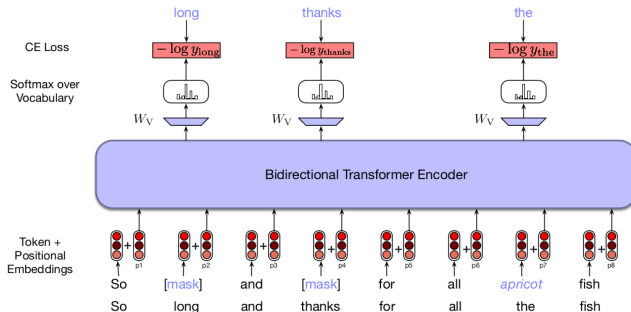 long thanks the
CE Loss − log y_long − log y_thanks − log y_the
Softmax over
Vocabulary
W_V W_V W_V
Bidirectional Transformer Encoder
Token +
Positional
Embeddings
+ + + + + + + +
p1 p2 p3 p4 p5 p6 p7 p8
So [mask] and [mask] for all apricot fish
So long and thanks for all the fish